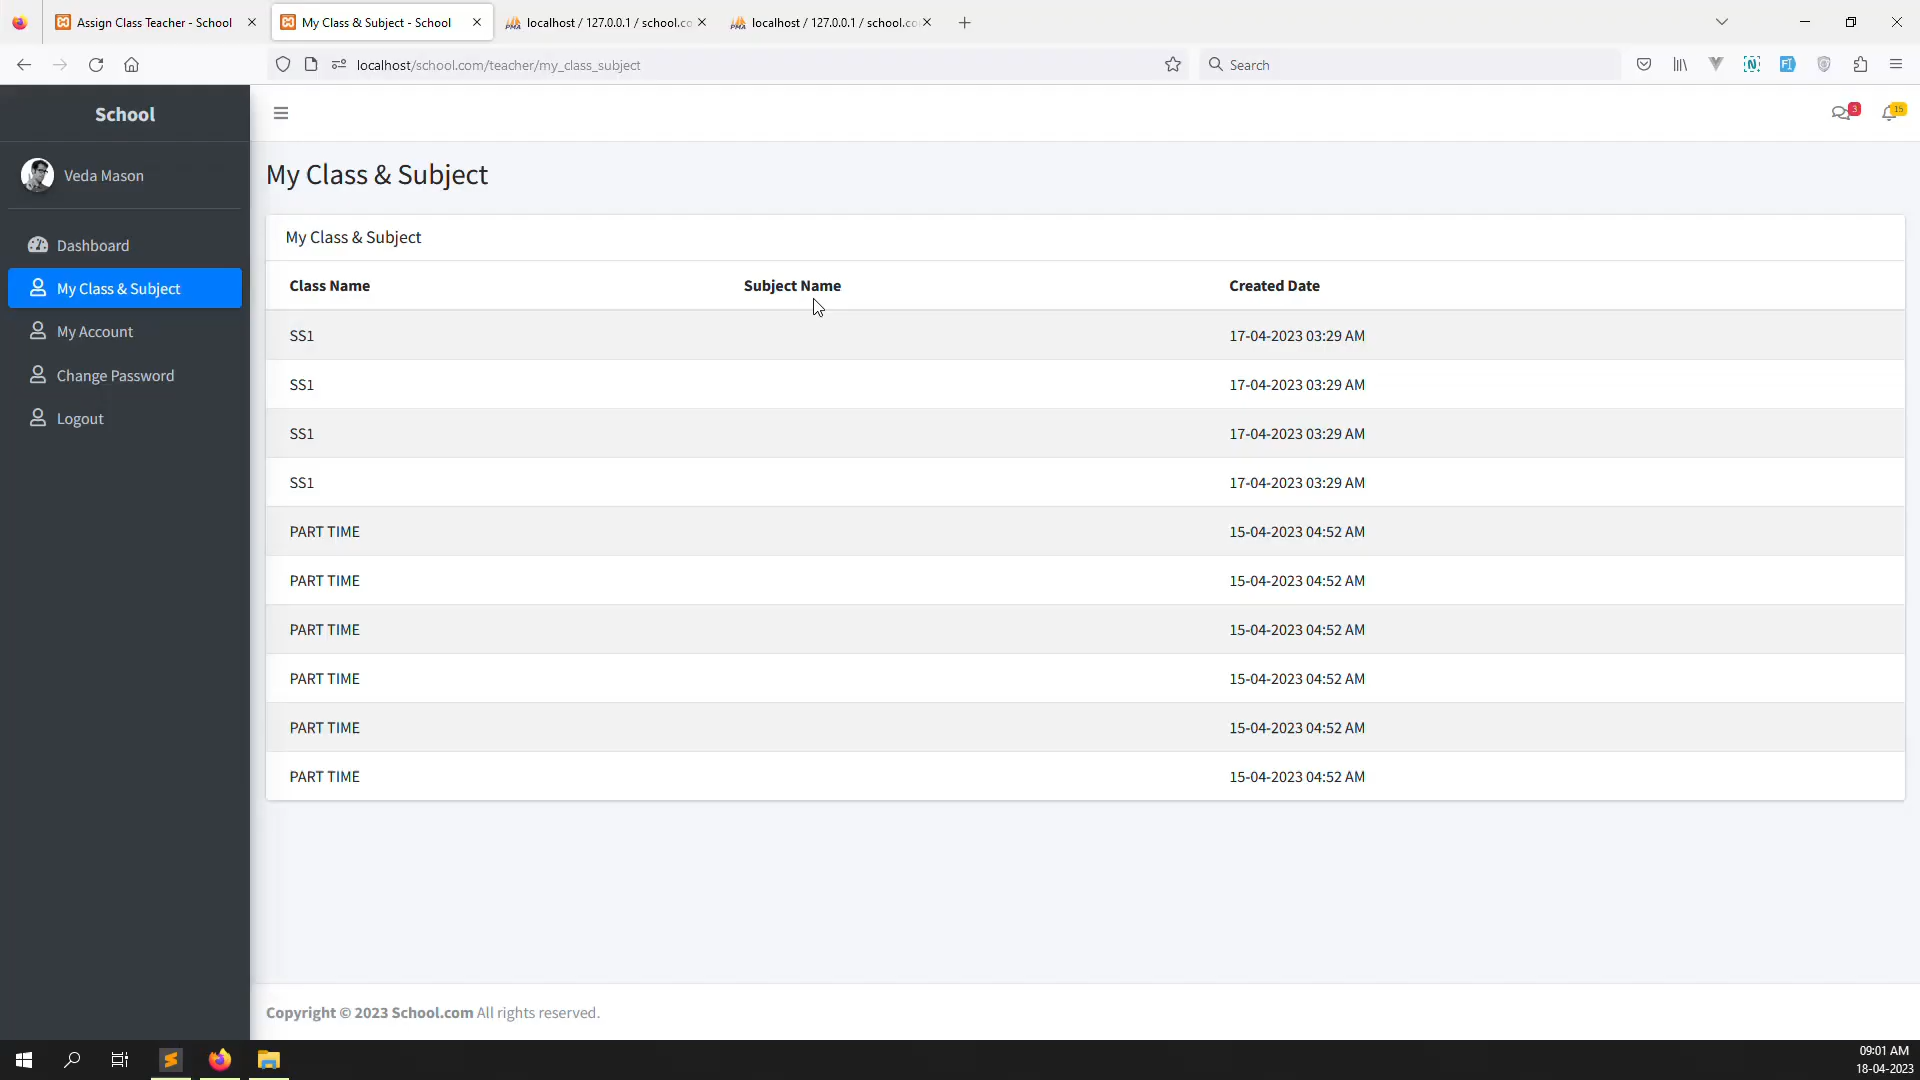 Assign Class Teacher - School
My Class & Subject - School
localhost / 127.0.0.1 / school.co
localhost / 127.0.0.1 / school.co
localhost/school.com/teacher/my_class_subject
Search
School
3
15
Veda Mason
Dashboard
My Class & Subject
My Account
Change Password
Logout
My Class & Subject
My Class & Subject
Class Name Subject Name Created Date
SS1 17-04-2023 03:29 AM
SS1 17-04-2023 03:29 AM
SS1 17-04-2023 03:29 AM
SS1 17-04-2023 03:29 AM
PART TIME 15-04-2023 04:52 AM
PART TIME 15-04-2023 04:52 AM
PART TIME 15-04-2023 04:52 AM
PART TIME 15-04-2023 04:52 AM
PART TIME 15-04-2023 04:52 AM
PART TIME 15-04-2023 04:52 AM
Copyright © 2023 School.com All rights reserved.
09:01 AM
18-04-2023